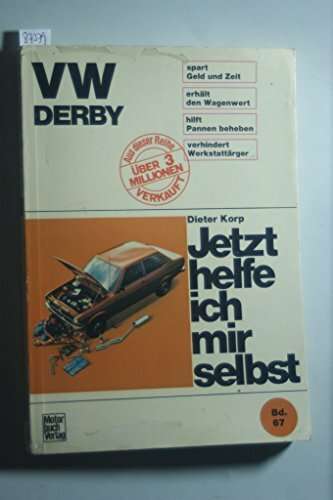 87039
VW
DERBY
spart
Geld und Zeit
erhält
den Wagenwert
hilft
Pannen beheben
verhindert
Werkstattärger
Aus dieser Reihe
ÜBER 3
MILLIONEN
VERKAUFT
Dieter Korp
Jetzt
helfe
ich
mir
selbst
Bd.
67
Motor
buch
Verlag